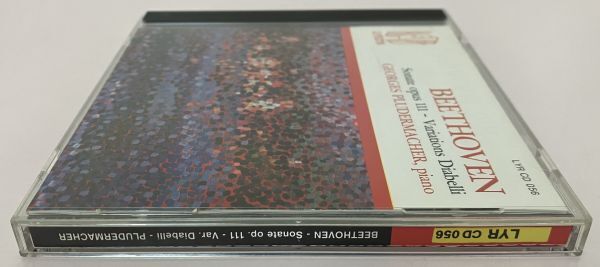 BEETHOVEN
Sonate opus 111 - Variations Diabelli
GEORGES PLUDERMACHER, piano
LYR CD 056
BEETHOVEN - Sonate op. 111 - Var. Diabelli - PLUDERMACHER
LYR CD 056